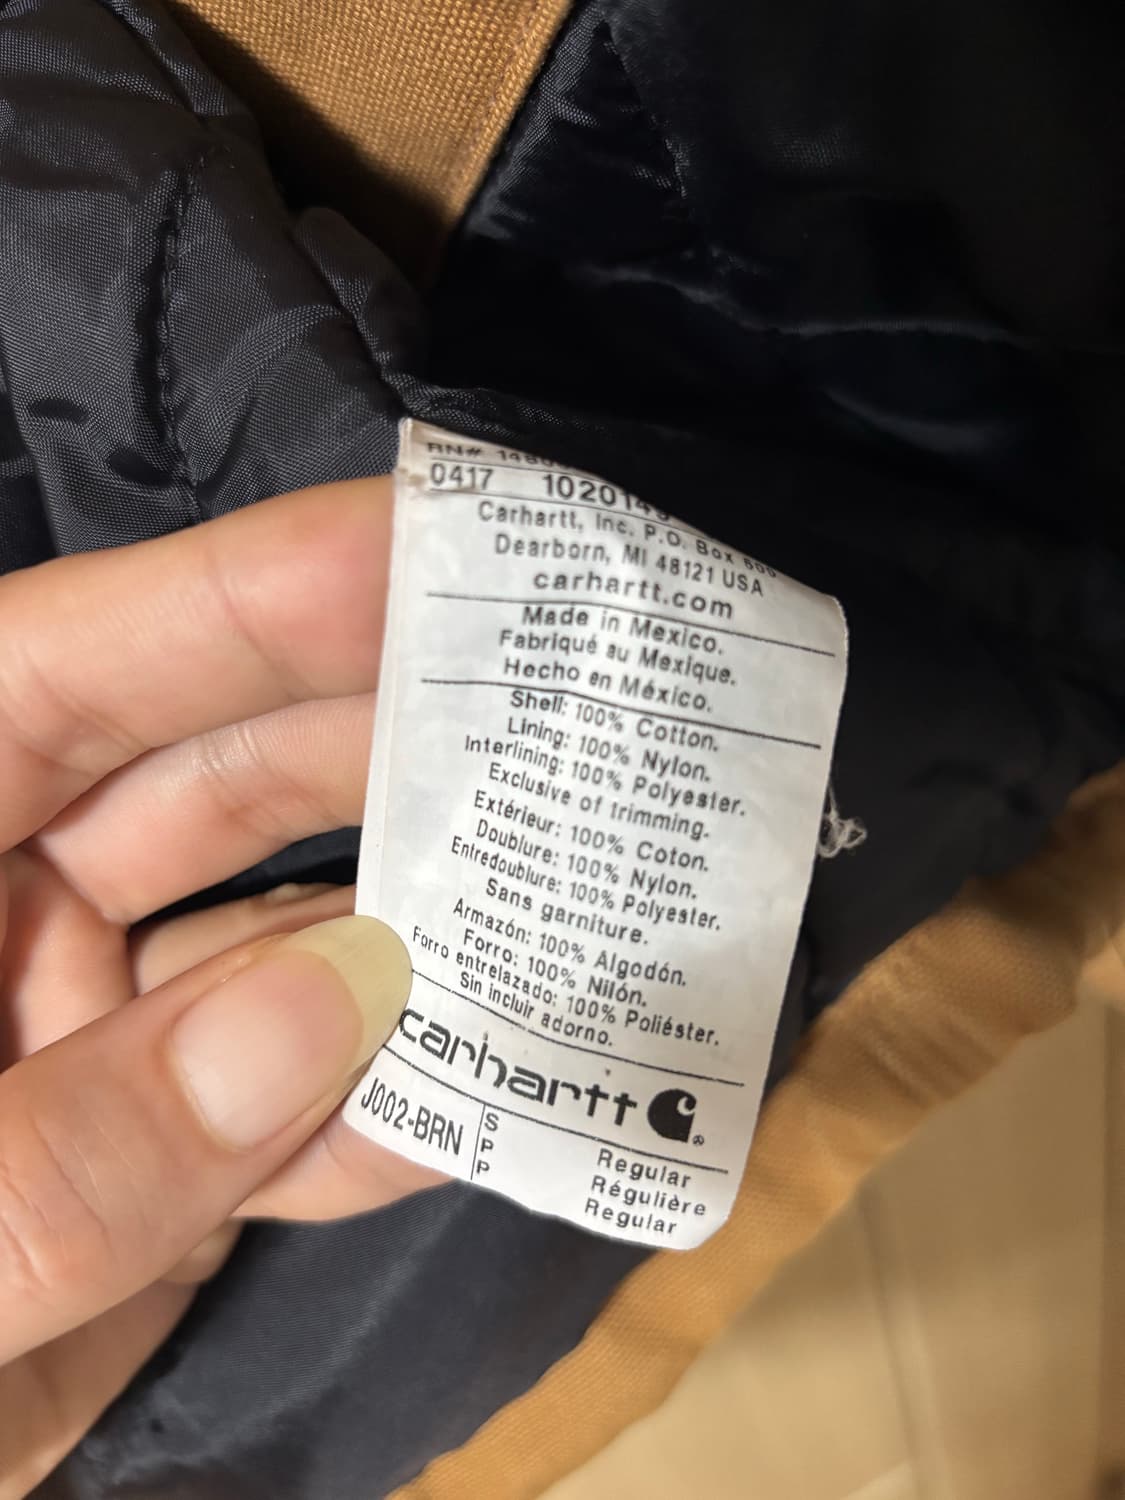 RN#
0417 1020149
Carhartt, Inc. P.O. Box 600
Dearborn, MI 48121 USA
carhartt.com
Made in Mexico.
Fabriqué au Mexique.
Hecho en México.
Shell: 100% Cotton.
Lining: 100% Nylon.
Interlining: 100% Polyester.
Exclusive of trimming.
Extérieur: 100% Coton.
Doublure: 100% Nylon.
Entredoublure: 100% Polyester.
Sans garniture.
Armazón: 100% Algodón.
Forro: 100% Nilón.
Forro entrelazado: 100% Poliéster.
Sin incluir adorno.
carhartt ®
J002-BRN
S Regular
P Régulière
P Regular